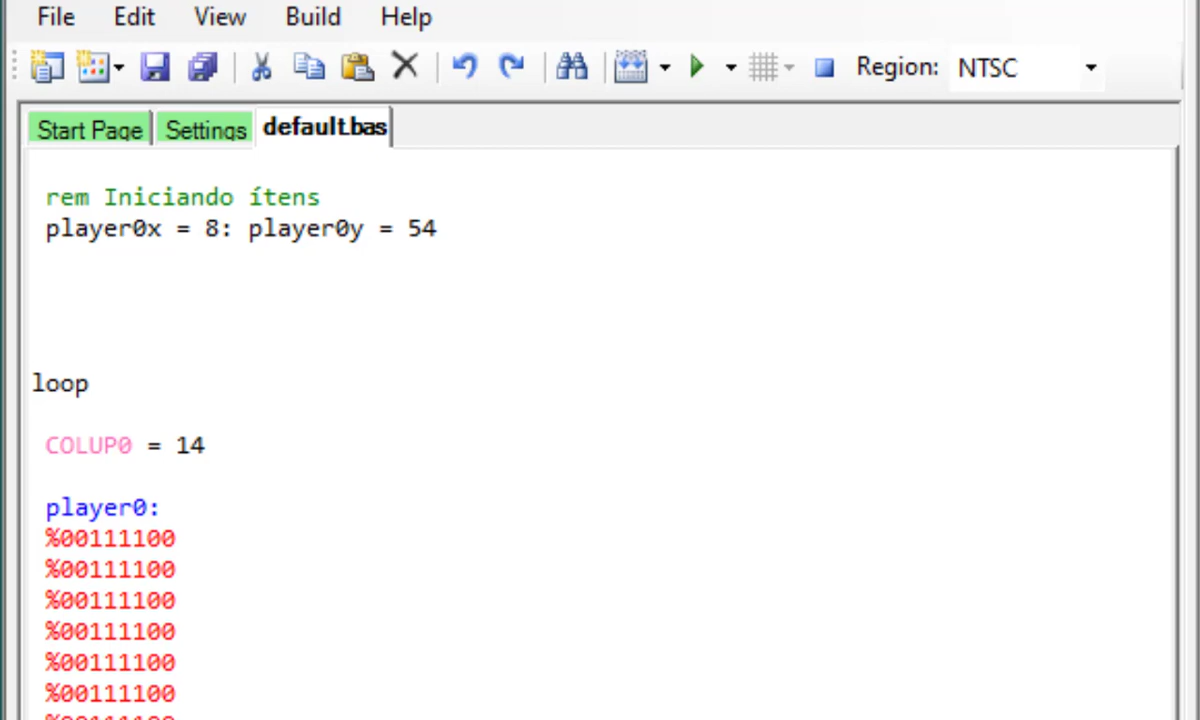 File Edit View Build Help
Region: NTSC
Start Page Settings default.bas
rem Iniciando ítens
player0x = 8: player0y = 54
loop
COLUP0 = 14
player0:
%00111100
%00111100
%00111100
%00111100
%00111100
%00111100
%00111100